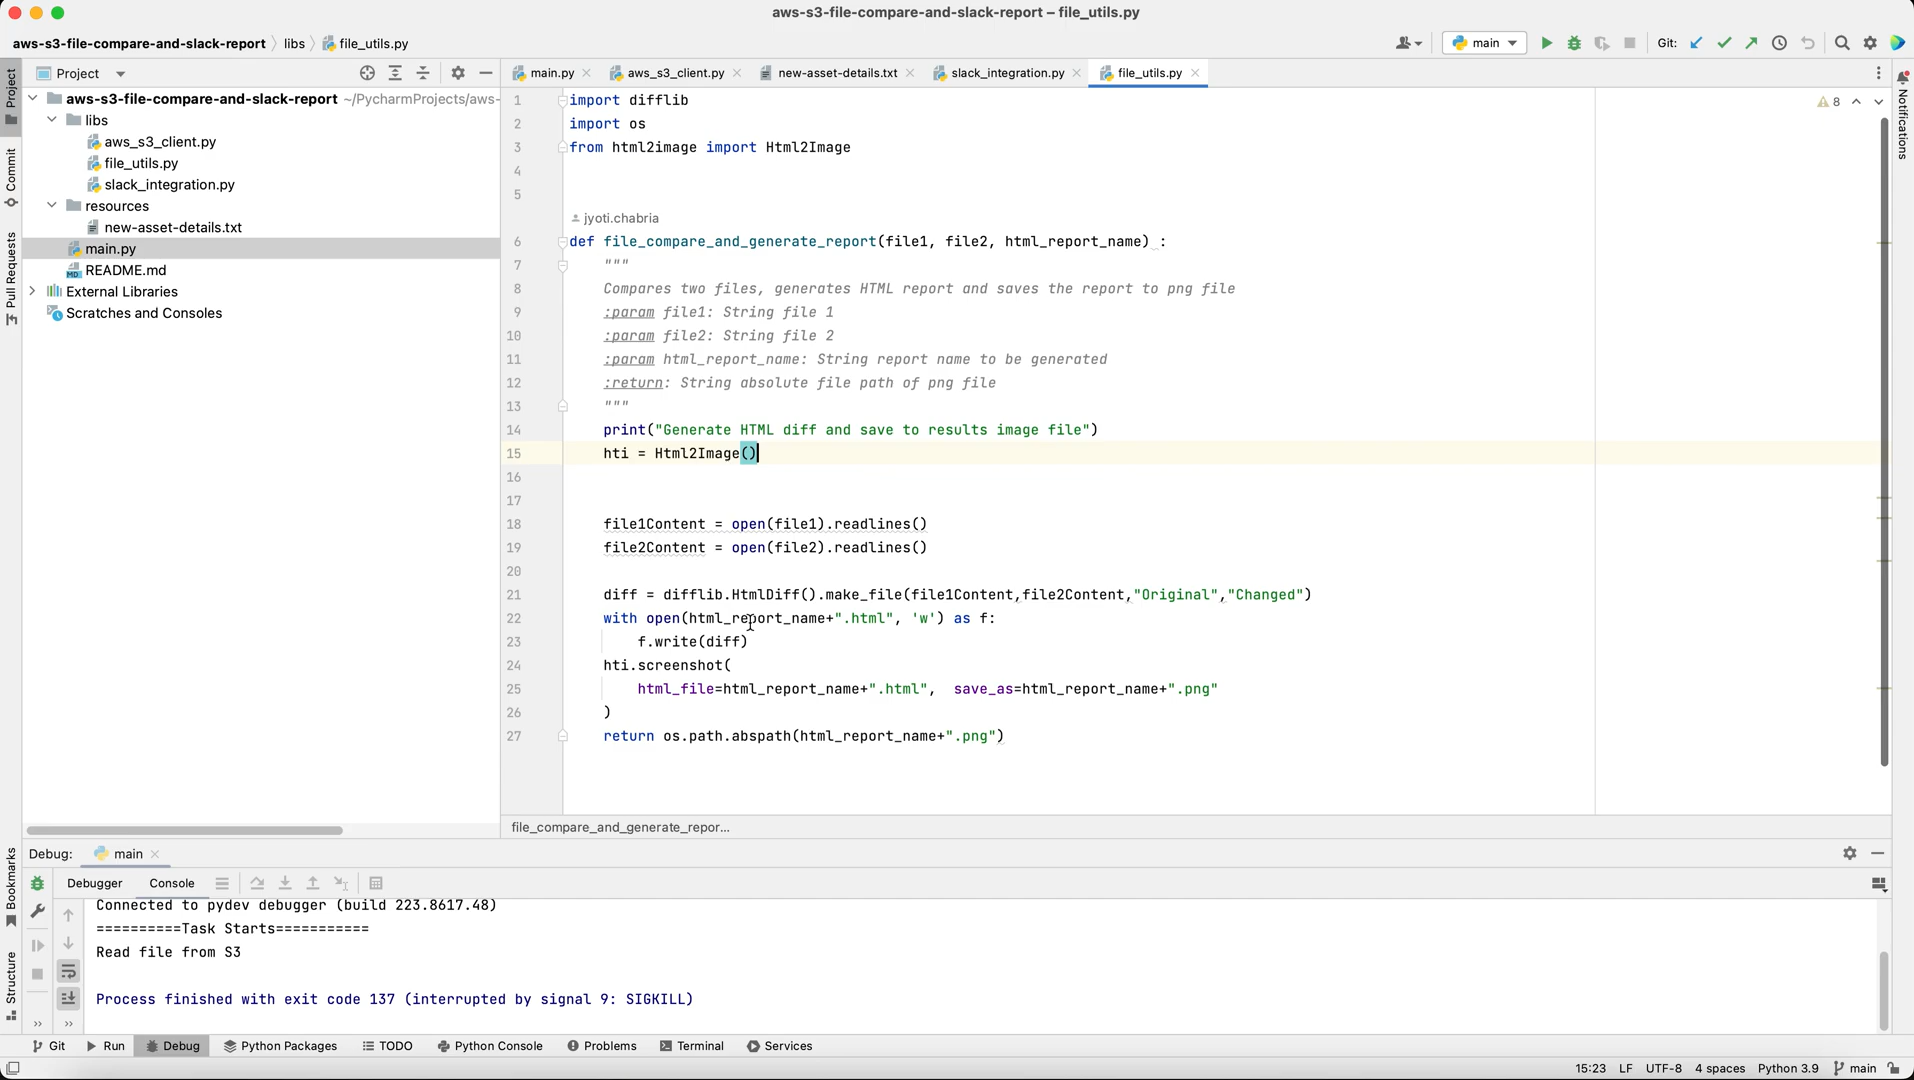 aws-s3-file-compare-and-slack-report – file_utils.py
aws-s3-file-compare-and-slack-report libs file_utils.py
main
Git:
Project
main.py
aws_s3_client.py
new-asset-details.txt
slack_integration.py
file_utils.py
Project
Commit
Pull Requests
Bookmarks
Structure
Notifications
aws-s3-file-compare-and-slack-report ~/PycharmProjects/aws-
libs
aws_s3_client.py
file_utils.py
slack_integration.py
resources
new-asset-details.txt
main.py
README.md
External Libraries
Scratches and Consoles
8
1 import difflib
2 import os
3 from html2image import Html2Image
4
5
jyoti.chabria
6 def file_compare_and_generate_report(file1, file2, html_report_name) :
7 """
8 Compares two files, generates HTML report and saves the report to png file
9 :param file1: String file 1
10 :param file2: String file 2
11 :param html_report_name: String report name to be generated
12 :return: String absolute file path of png file
13 """
14 print("Generate HTML diff and save to results image file")
15 hti = Html2Image()
16
17
18 file1Content = open(file1).readlines()
19 file2Content = open(file2).readlines()
20
21 diff = difflib.HtmlDiff().make_file(file1Content,file2Content,"Original","Changed")
22 with open(html_report_name+".html", 'w') as f:
23 f.write(diff)
24 hti.screenshot(
25 html_file=html_report_name+".html", save_as=html_report_name+".png"
26 )
27 return os.path.abspath(html_report_name+".png")
file_compare_and_generate_repor...
Debug: main
Debugger Console
Connected to pydev debugger (build 223.8617.48)
==========Task Starts===========
Read file from S3
Process finished with exit code 137 (interrupted by signal 9: SIGKILL)
Git Run Debug Python Packages TODO Python Console Problems Terminal Services
15:23 LF UTF-8 4 spaces Python 3.9 main